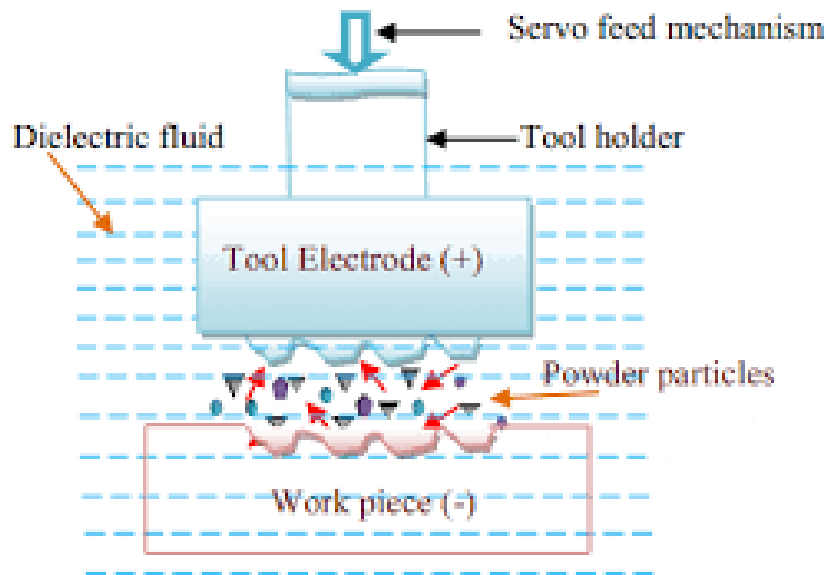 Servo feed mechanism
Dielectric fluid
Tool holder
Tool Electrode (+)
Powder particles
Work piece (-)